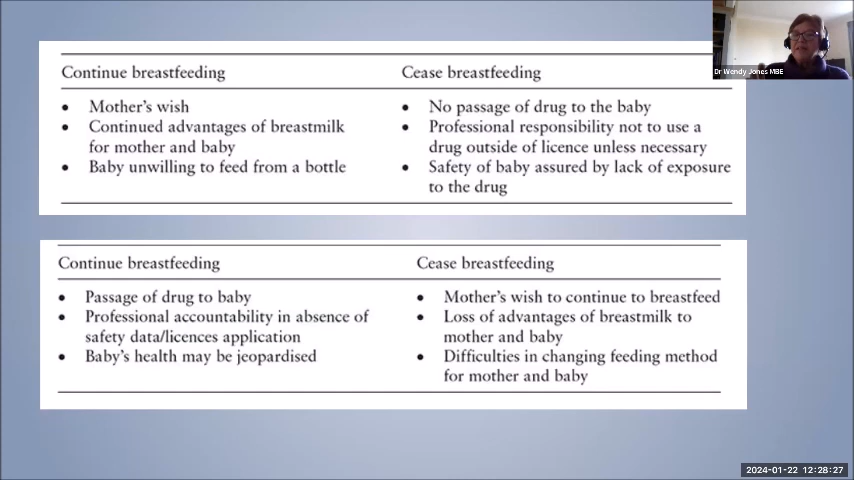 Dr Wendy Jones MBE
Continue breastfeeding
Cease breastfeeding
• Mother's wish
• Continued advantages of breastmilk
for mother and baby
• Baby unwilling to feed from a bottle
• No passage of drug to the baby
• Professional responsibility not to use a
drug outside of licence unless necessary
• Safety of baby assured by lack of exposure
to the drug
Continue breastfeeding
Cease breastfeeding
• Passage of drug to baby
• Professional accountability in absence of
safety data/licences application
• Baby's health may be jeopardised
• Mother's wish to continue to breastfeed
• Loss of advantages of breastmilk to
mother and baby
• Difficulties in changing feeding method
for mother and baby
2024-01-22 12:28:27